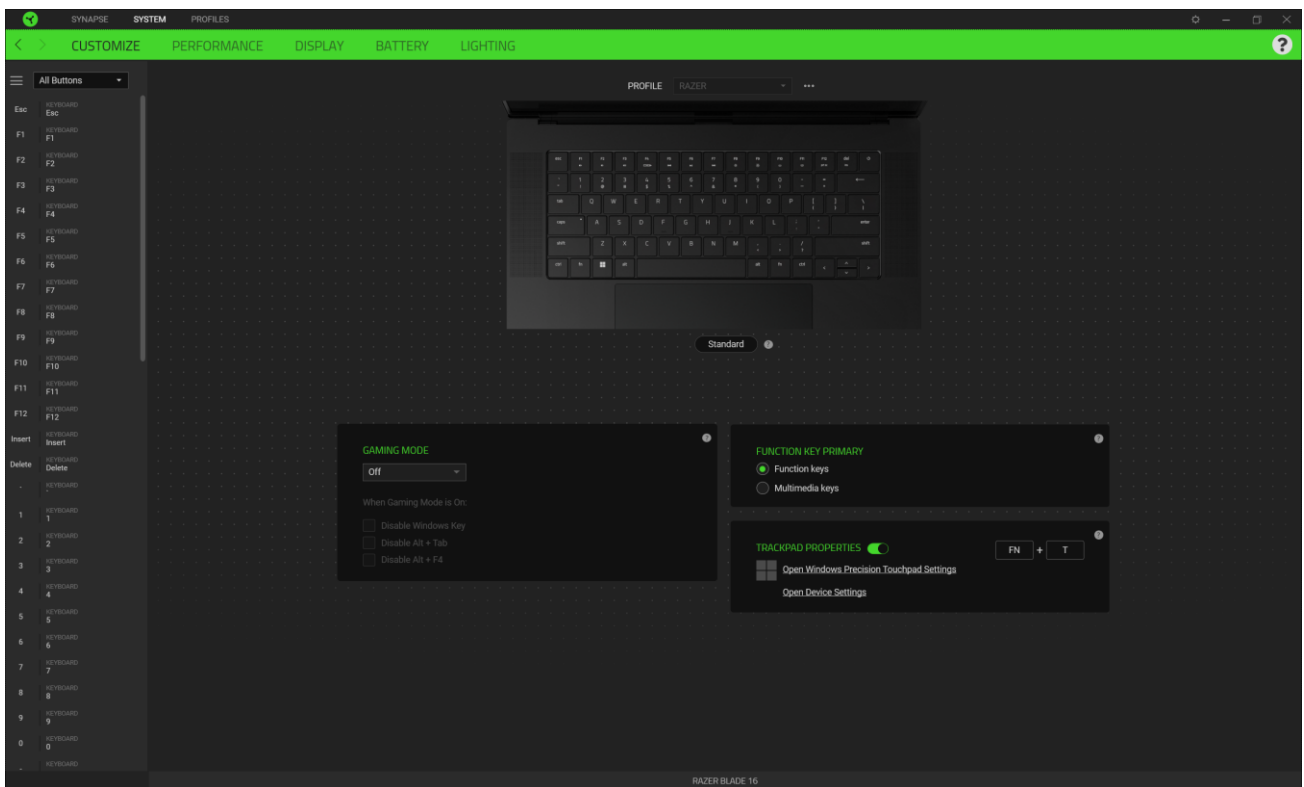 SYNAPSE SYSTEM PROFILES
CUSTOMIZE PERFORMANCE DISPLAY BATTERY LIGHTING
?
All Buttons
PROFILE RAZER
Esc KEYBOARD
Esc
F1 KEYBOARD
F1
F2 KEYBOARD
F2
F3 KEYBOARD
F3
F4 KEYBOARD
F4
F5 KEYBOARD
F5
F6 KEYBOARD
F6
F7 KEYBOARD
F7
F8 KEYBOARD
F8
F9 KEYBOARD
F9
F10 KEYBOARD
F10
F11 KEYBOARD
F11
F12 KEYBOARD
F12
Insert KEYBOARD
Insert
Delete KEYBOARD
Delete
KEYBOARD
1 KEYBOARD
1
2 KEYBOARD
2
3 KEYBOARD
3
4 KEYBOARD
4
5 KEYBOARD
5
6 KEYBOARD
6
7 KEYBOARD
7
8 KEYBOARD
8
9 KEYBOARD
9
0 KEYBOARD
0
KEYBOARD
Q W E R T Y U I O P
A S D F G H J K L
Z X C V B N M
Standard ?
GAMING MODE ?
Off
When Gaming Mode is On:
Disable Windows Key
Disable Alt + Tab
Disable Alt + F4
FUNCTION KEY PRIMARY ?
Function keys
Multimedia keys
TRACKPAD PROPERTIES FN + T ?
Open Windows Precision Touchpad Settings
Open Device Settings
RAZER BLADE 16